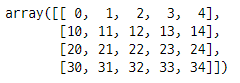 array([[ 0,  1,  2,  3,  4],
       [10, 11, 12, 13, 14],
       [20, 21, 22, 23, 24],
       [30, 31, 32, 33, 34]])